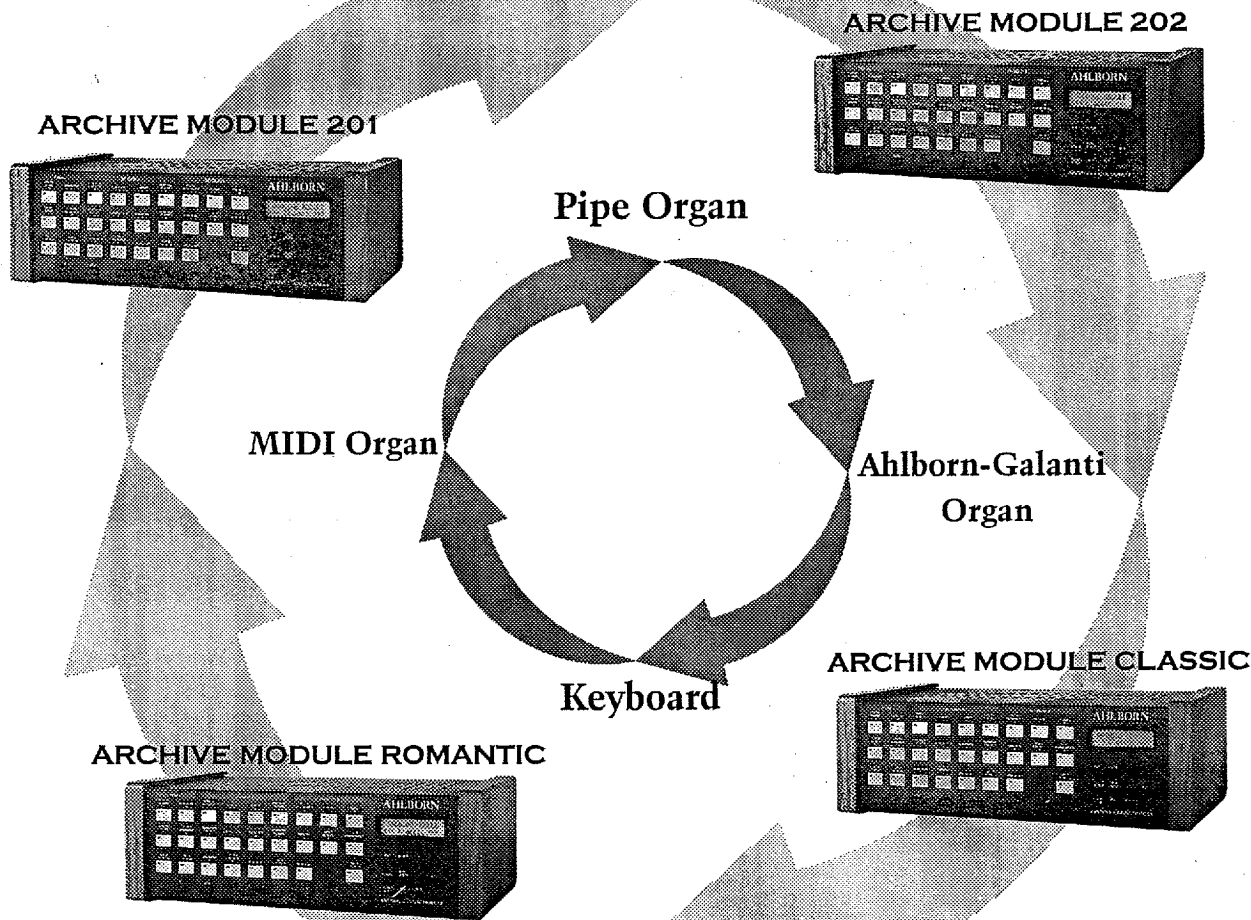 ARCHIVE MODULE 202
AHLBORN
ARCHIVE MODULE 201
AHLBORN
Pipe Organ
MIDI Organ
Ahlborn-Galanti
Organ
Keyboard
ARCHIVE MODULE CLASSIC
AHLBORN
ARCHIVE MODULE ROMANTIC
AHLBORN